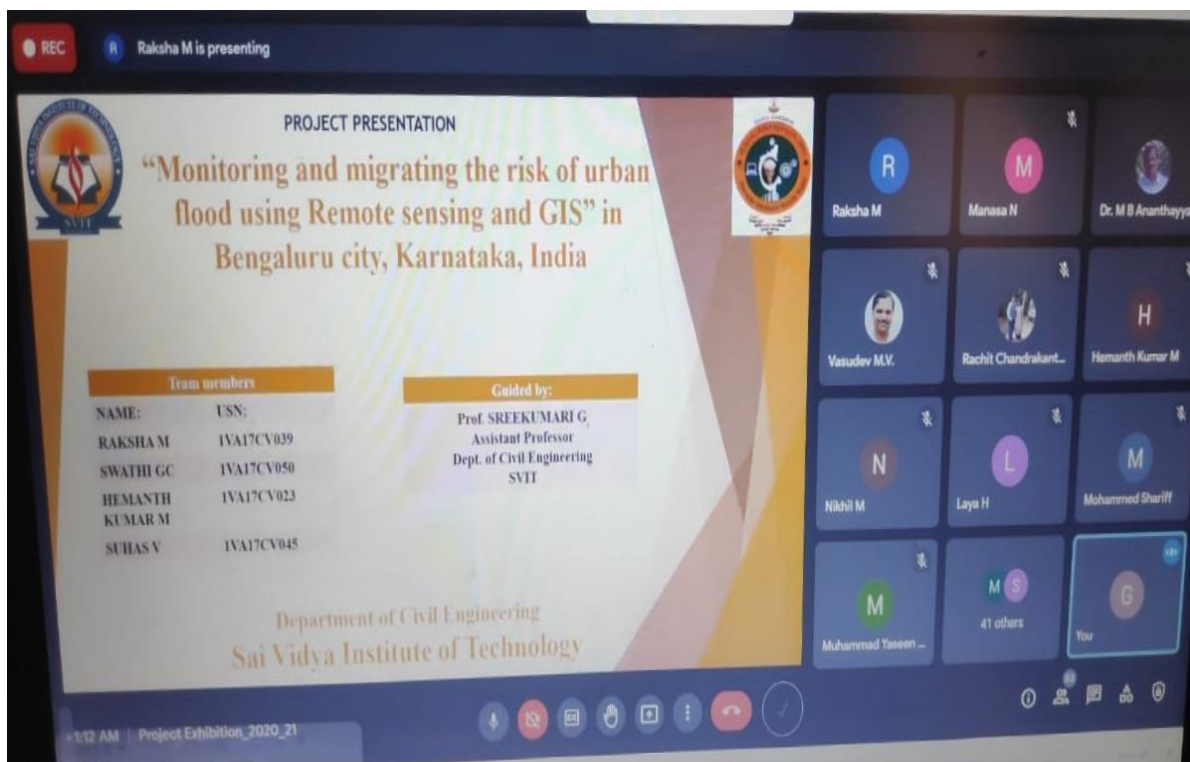 REC
R
Raksha M is presenting
PROJECT PRESENTATION
“Monitoring and migrating the risk of urban
flood using Remote sensing and GIS” in
Bengaluru city, Karnataka, India
SVIT
Team members
NAME: USN:
RAKSHA M 1VA17CV039
SWATHI GC 1VA17CV050
HEMANTH 1VA17CV023
KUMAR M
SUHAS V 1VA17CV045
Guided by:
Prof. SREEKUMARI G,
Assistant Professor
Dept. of Civil Engineering
SVIT
Department of Civil Engineering
Sai Vidya Institute of Technology
R
Raksha M
M
Manasa N
Dr. M B Ananthayya
Vasudev M.V.
Rachit Chandrakant...
H
Hemanth Kumar M
N
Nikhil M
L
Laya H
M
Mohammed Shariff
M
Muhammad Yaseen ...
M S
41 others
G
You
1:12 AM | Project Exhibition_2020_21